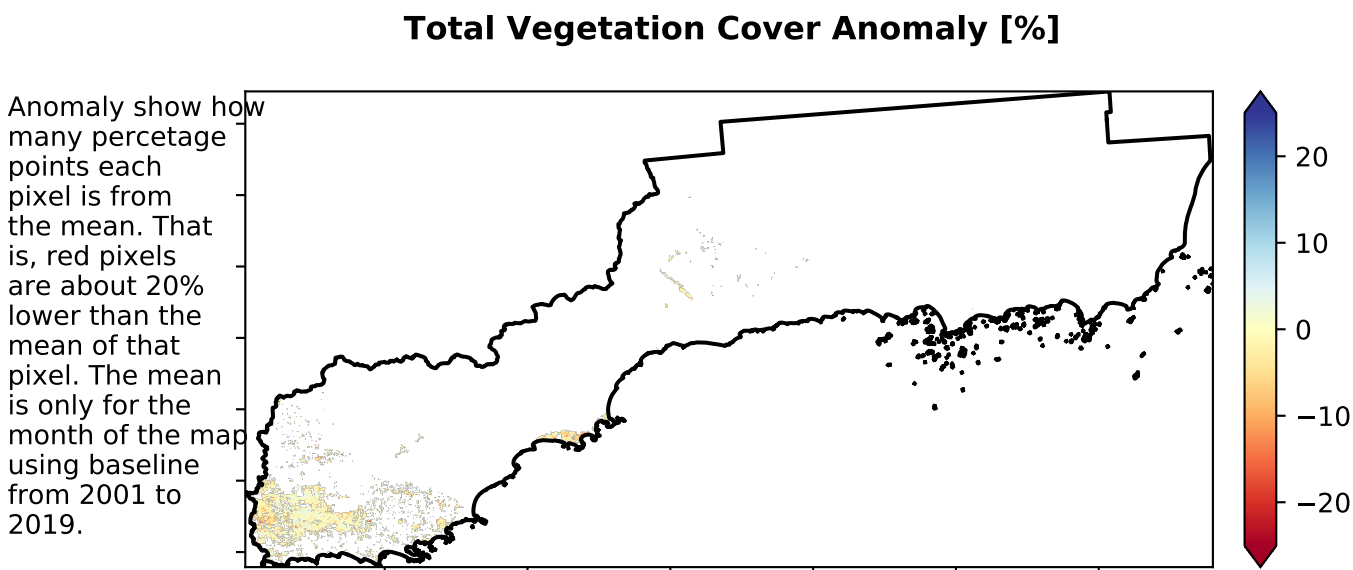 Total Vegetation Cover Anomaly [%]
Anomaly show how
many percetage
points each
pixel is from
the mean. That
is, red pixels
are about 20%
lower than the
mean of that
pixel. The mean
is only for the
month of the map
using baseline
from 2001 to
2019.
20
10
0
−10
−20